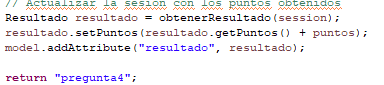 // Actualizar la sesión con los puntos obtenidos
Resultado resultado = obtenerResultado(session);
resultado.setPuntos(resultado.getPuntos() + puntos);
model.addAttribute("resultado", resultado);
return "pregunta4";